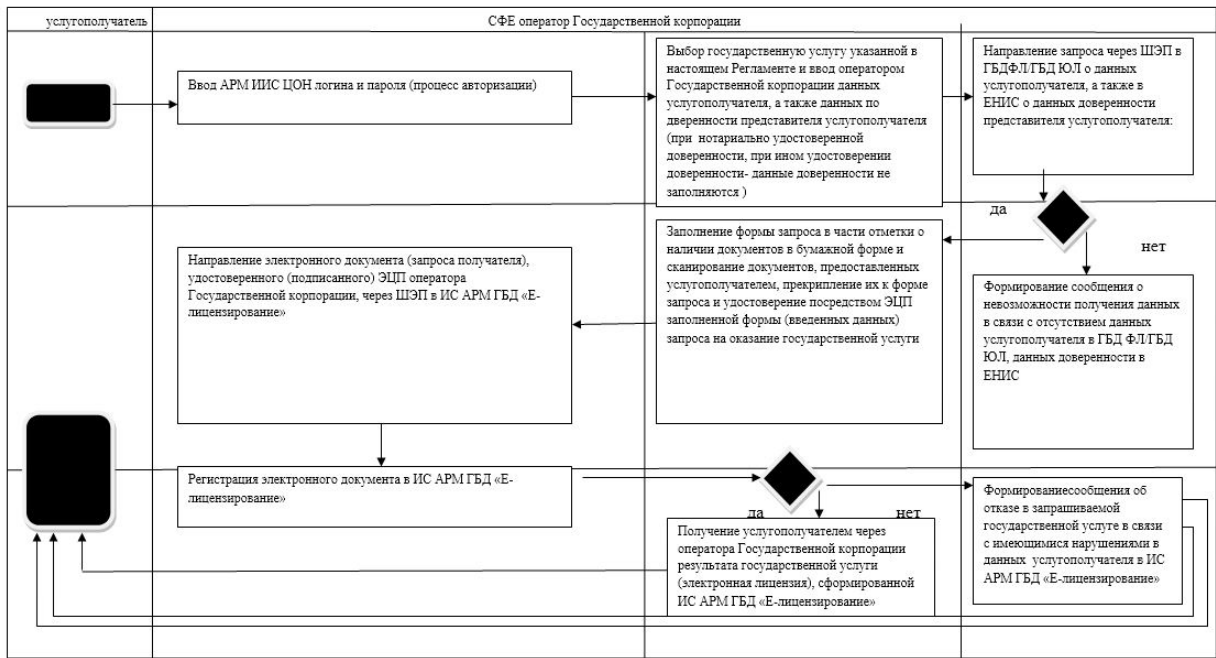 услугополучатель
СФЕ оператор Государственной корпорации
Ввод АРМ ИИС ЦОН логина и пароля (процесс авторизации)
Выбор государственную услугу указанной в
настоящем Регламенте и ввод оператором
Государственной корпорации данных
услугополучателя, а также данных по
дверенности представителя услугополучателя
(при нотариально удостоверенной
доверенности, при ином удостоверении
доверенности- данные доверенности не
заполняются )
Направление запроса через ШЭП в
ГБДФЛ/ГБД ЮЛ о данных
услугополучателя, а также в
ЕНИС о данных доверенности
представителя услугополучателя:
да
нет
Направление электронного документа (запроса получателя),
удостоверенного (подписанного) ЭЦП оператора
Государственной корпорации, через ШЭП в ИС АРМ ГБД «Е-
лицензирование»
Заполнение формы запроса в части отметки о
наличии документов в бумажной форме и
сканирование документов, предоставленных
услугополучателем, прекрипление их к форме
запроса и удостоверение посредством ЭЦП
заполненной формы (введенных данных)
запроса на оказание государственной услуги
Формирование сообщения о
невозможности получения данных
в связи с отсутствием данных
услугополучателя в ГБД ФЛ/ГБД
ЮЛ, данных доверенности в
ЕНИС
Регистрация электронного документа в ИС АРМ ГБД «Е-
лицензирование»
да
нет
Получение услугополучателем через
оператора Государственной корпорации
результата государственной услуги
(электронная лицензия), сформированной
ИС АРМ ГБД «Е-лицензирование»
Формированиесообщения об
отказе в запрашиваемой
государственной услуге в связи
с имеющимися нарушениями в
данных услугополучателя в ИС
АРМ ГБД «Е-лицензирование»